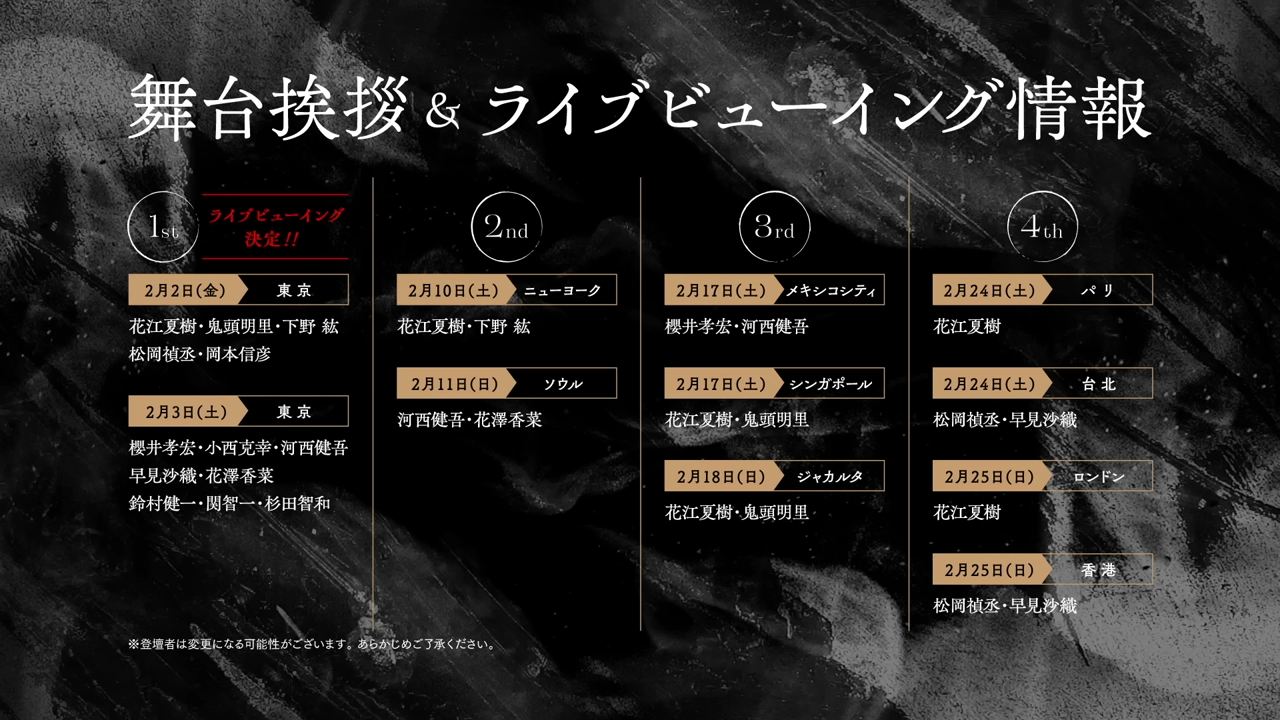 舞台挨拶 & ライブビューイング情報
1st
ライブビューイング
決定!!
2月2日(金) 東京
花江夏樹・鬼頭明里・下野 紘
松岡禎丞・岡本信彦
2月3日(土) 東京
櫻井孝宏・小西克幸・河西健吾
早見沙織・花澤香菜
鈴村健一・関智一・杉田智和
2nd
2月10日(土) ニューヨーク
花江夏樹・下野 紘
2月11日(日) ソウル
河西健吾・花澤香菜
3rd
2月17日(土) メキシコシティ
櫻井孝宏・河西健吾
2月17日(土) シンガポール
花江夏樹・鬼頭明里
2月18日(日) ジャカルタ
花江夏樹・鬼頭明里
4th
2月24日(土) パリ
花江夏樹
2月24日(土) 台北
松岡禎丞・早見沙織
2月25日(日) ロンドン
花江夏樹
2月25日(日) 香港
松岡禎丞・早見沙織
※登壇者は変更になる可能性がございます。あらかじめご了承ください。